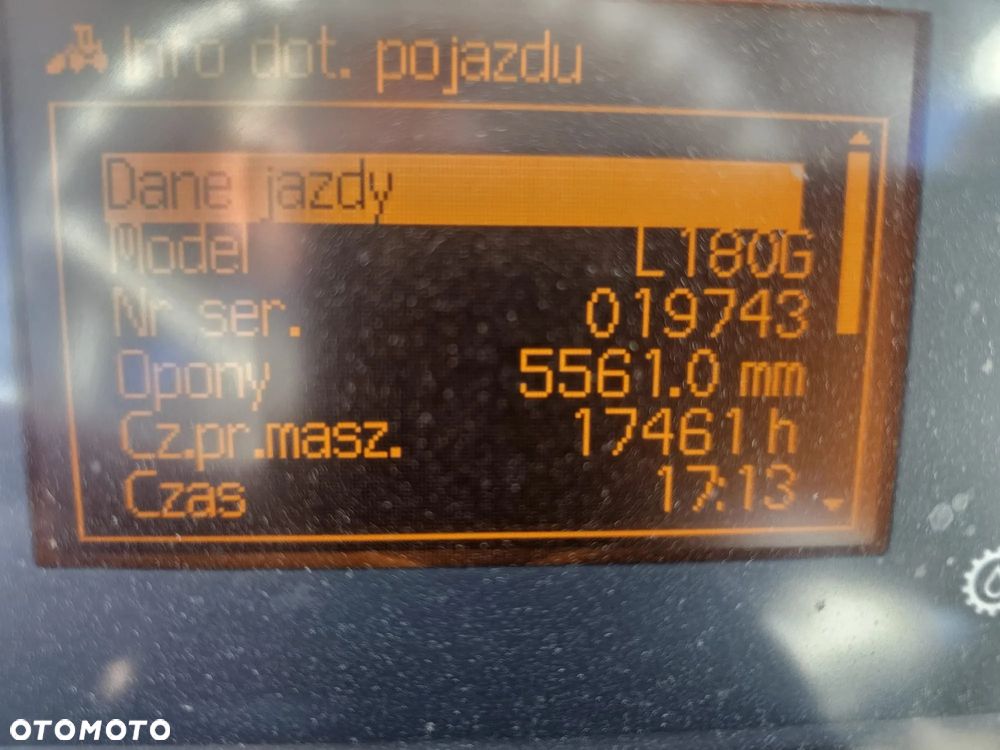 Info dot. pojazdu
Dane jazdy
Model L180G
Nr ser. 019743
Opony 5561.0 mm
Cz.pr.masz. 17461 h
Czas 17:13
OTOMOTO